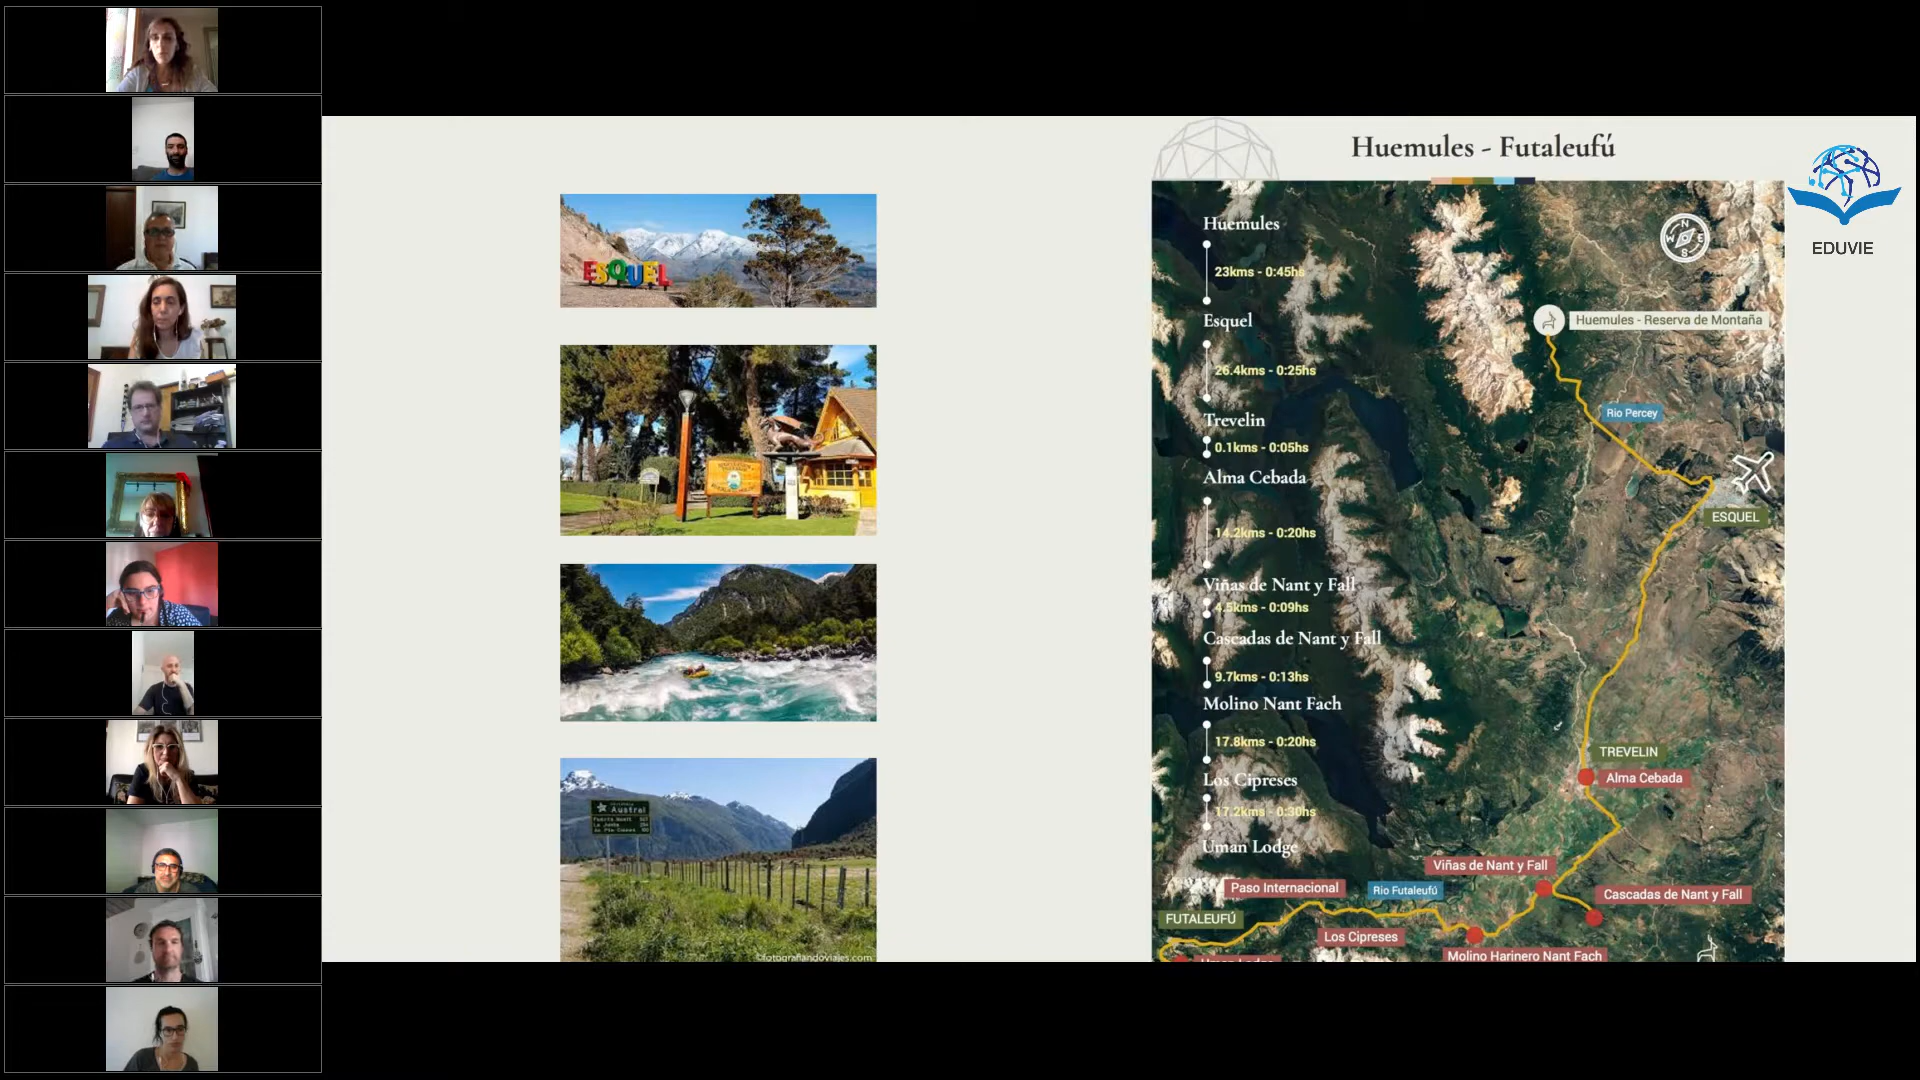 Huemules - Futaleufú
EDUVIE
ESQUEL
Austral
©fotografiandoviajes.com
Huemules
23kms - 0:45hs
Esquel
26.4kms - 0:25hs
Trevelin
0.1kms - 0:05hs
Alma Cebada
14.2kms - 0:20hs
Viñas de Nant y Fall
4.5kms - 0:09hs
Cascadas de Nant y Fall
9.7kms - 0:13hs
Molino Nant Fach
17.8kms - 0:20hs
Los Cipreses
17.2kms - 0:30hs
Uman Lodge
N
W E
S
Huemules - Reserva de Montaña
Rio Percey
ESQUEL
TREVELIN
Alma Cebada
Viñas de Nant y Fall
Cascadas de Nant y Fall
Paso Internacional
Rio Futaleufú
FUTALEUFÚ
Los Cipreses
Molino Harinero Nant Fach
Uman Lodge